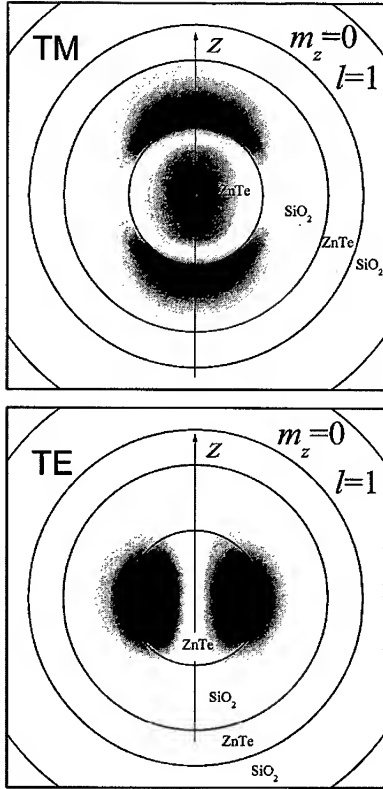 TM
Z
m_z=0
l=1
ZnTe
SiO₂
ZnTe
SiO₂
TE
Z
m_z=0
l=1
ZnTe
SiO₂
ZnTe
SiO₂